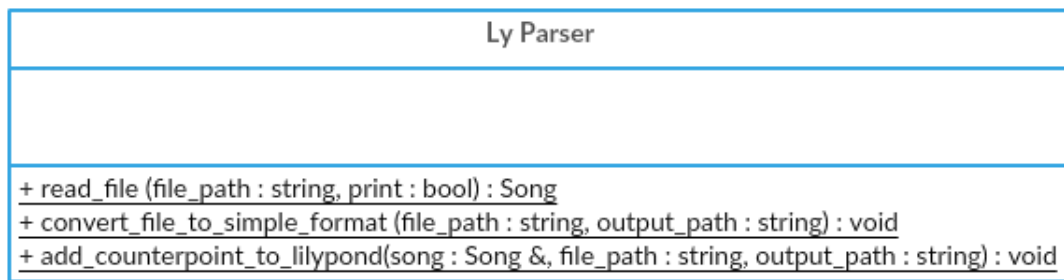 Ly Parser
+ read_file (file_path : string, print : bool) : Song
+ convert_file_to_simple_format (file_path : string, output_path : string) : void
+ add_counterpoint_to_lilypond(song : Song &, file_path : string, output_path : string) : void